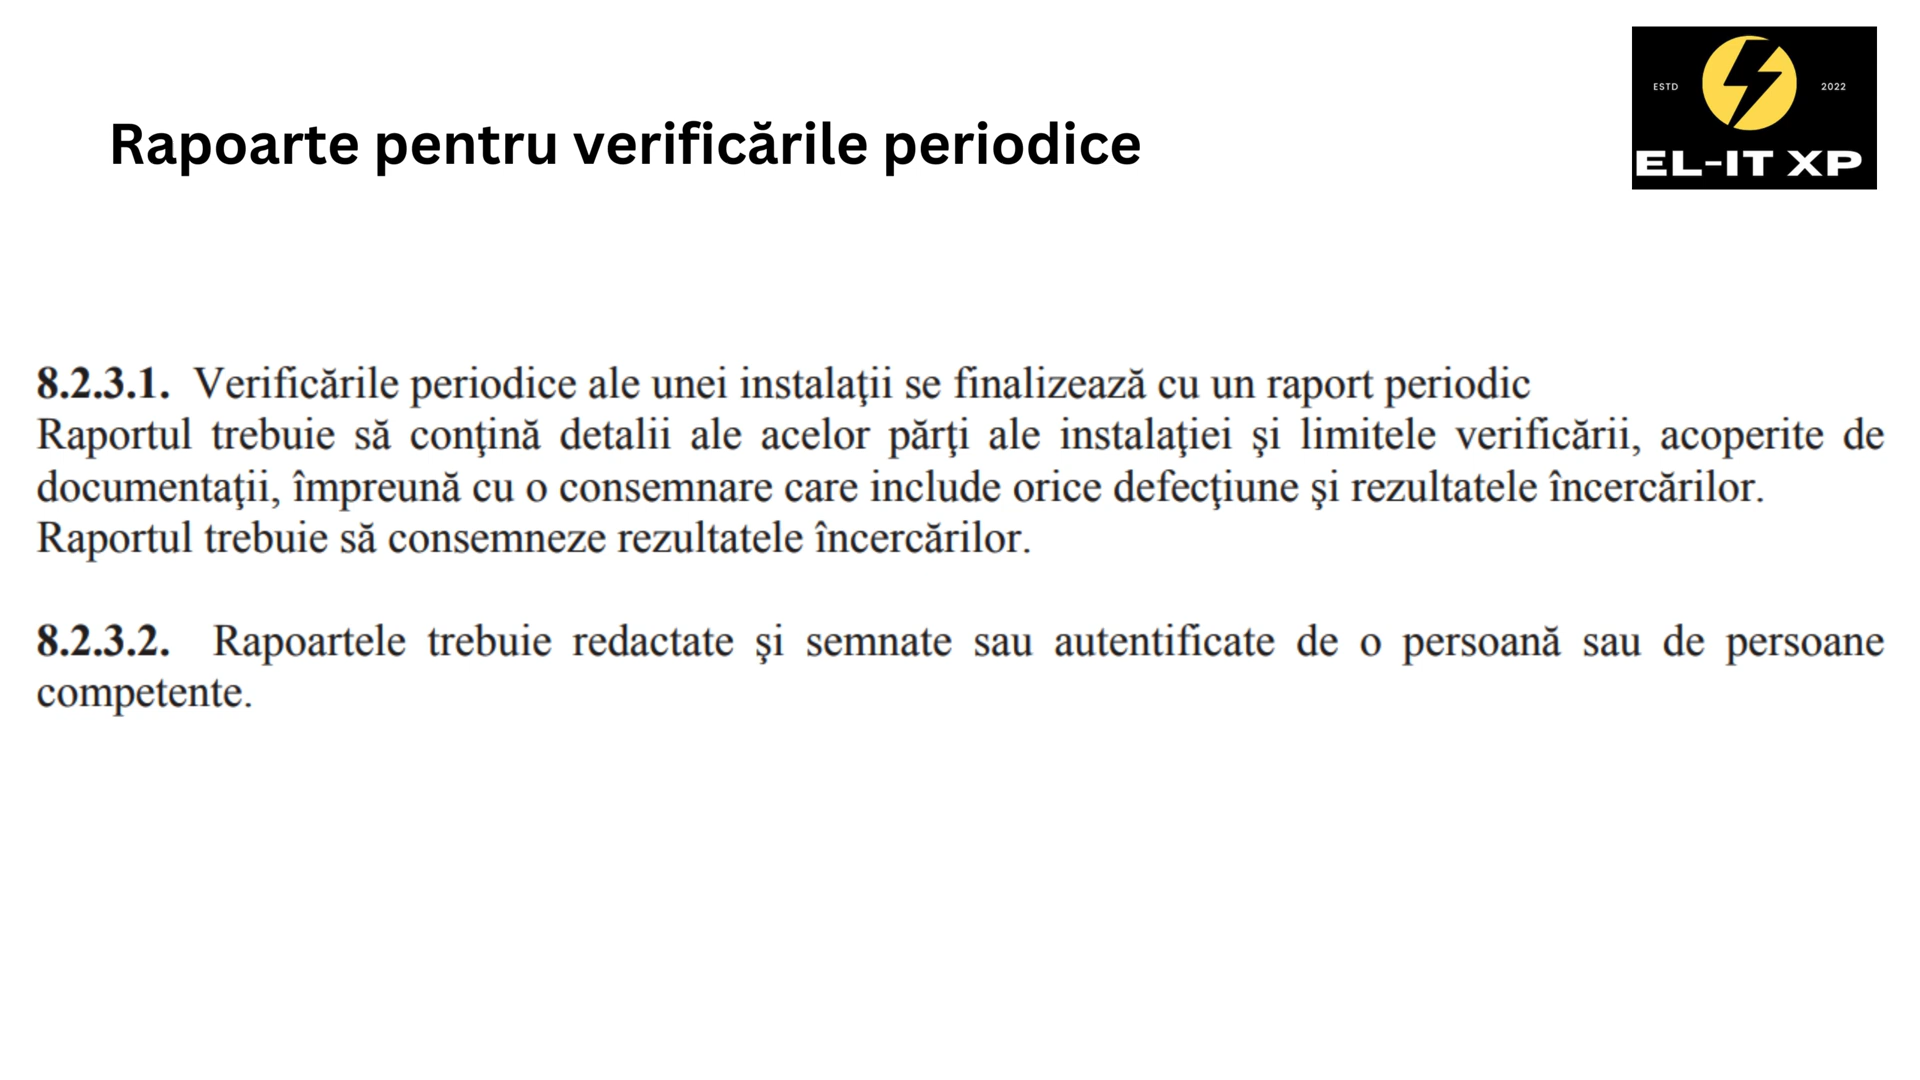 ESTD
2022
EL-IT XP
Rapoarte pentru verificările periodice
8.2.3.1. Verificările periodice ale unei instalaţii se finalizează cu un raport periodic
Raportul trebuie să conţină detalii ale acelor părţi ale instalaţiei şi limitele verificării, acoperite de
documentaţii, împreună cu o consemnare care include orice defecţiune şi rezultatele încercărilor.
Raportul trebuie să consemneze rezultatele încercărilor.
8.2.3.2. Rapoartele trebuie redactate şi semnate sau autentificate de o persoană sau de persoane
competente.